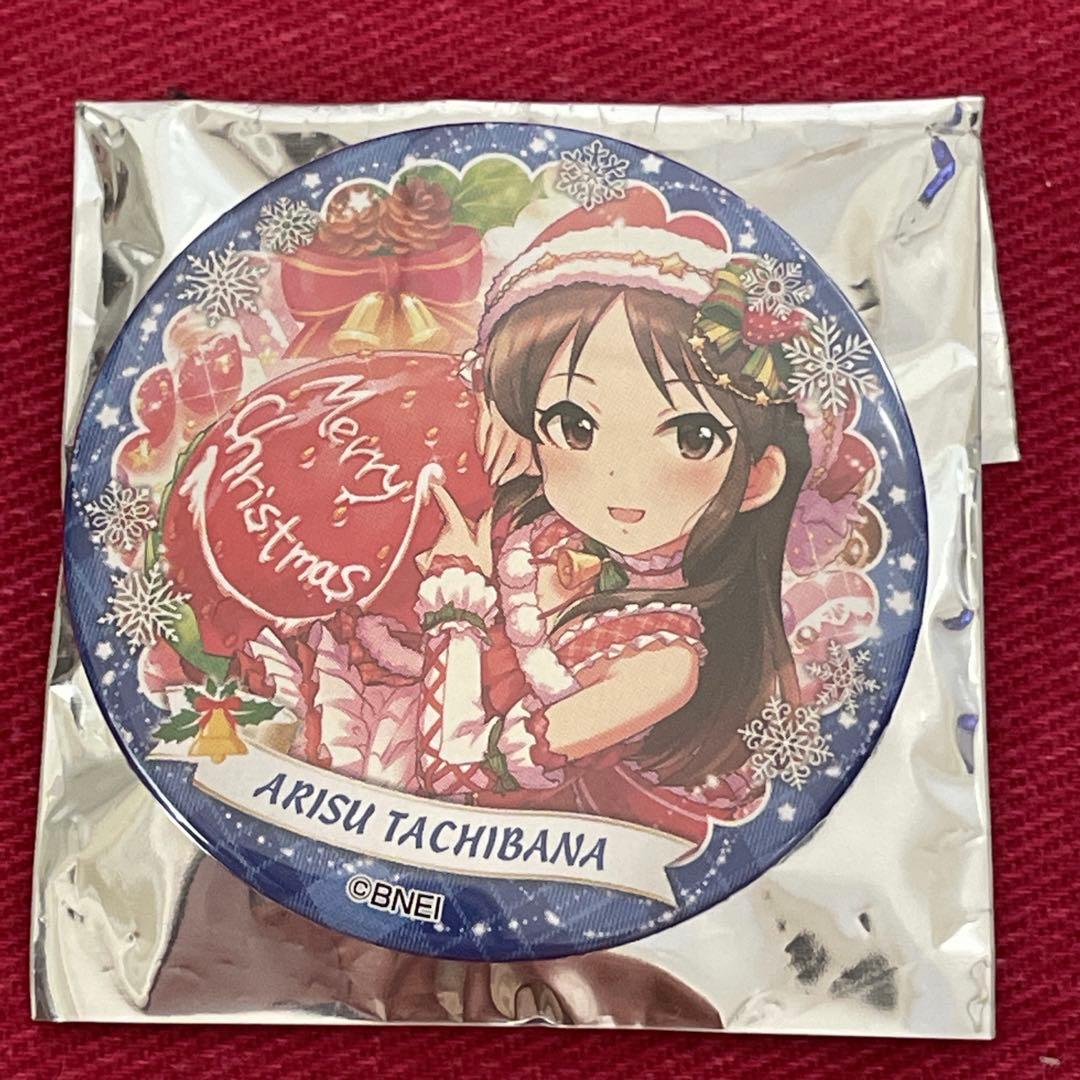 Merry
Christmas
ARISU TACHIBANA
©BNEI